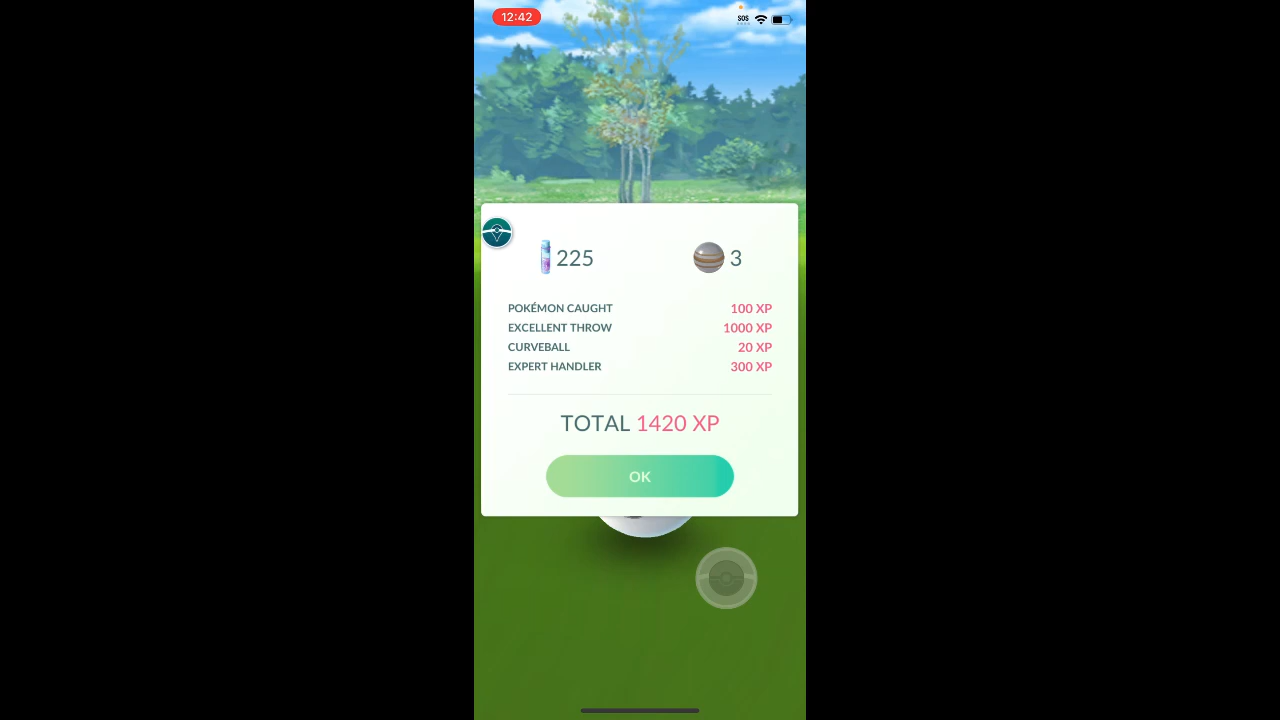 12:42
SOS
225
3
POKÉMON CAUGHT 100 XP
EXCELLENT THROW 1000 XP
CURVEBALL 20 XP
EXPERT HANDLER 300 XP
TOTAL 1420 XP
OK